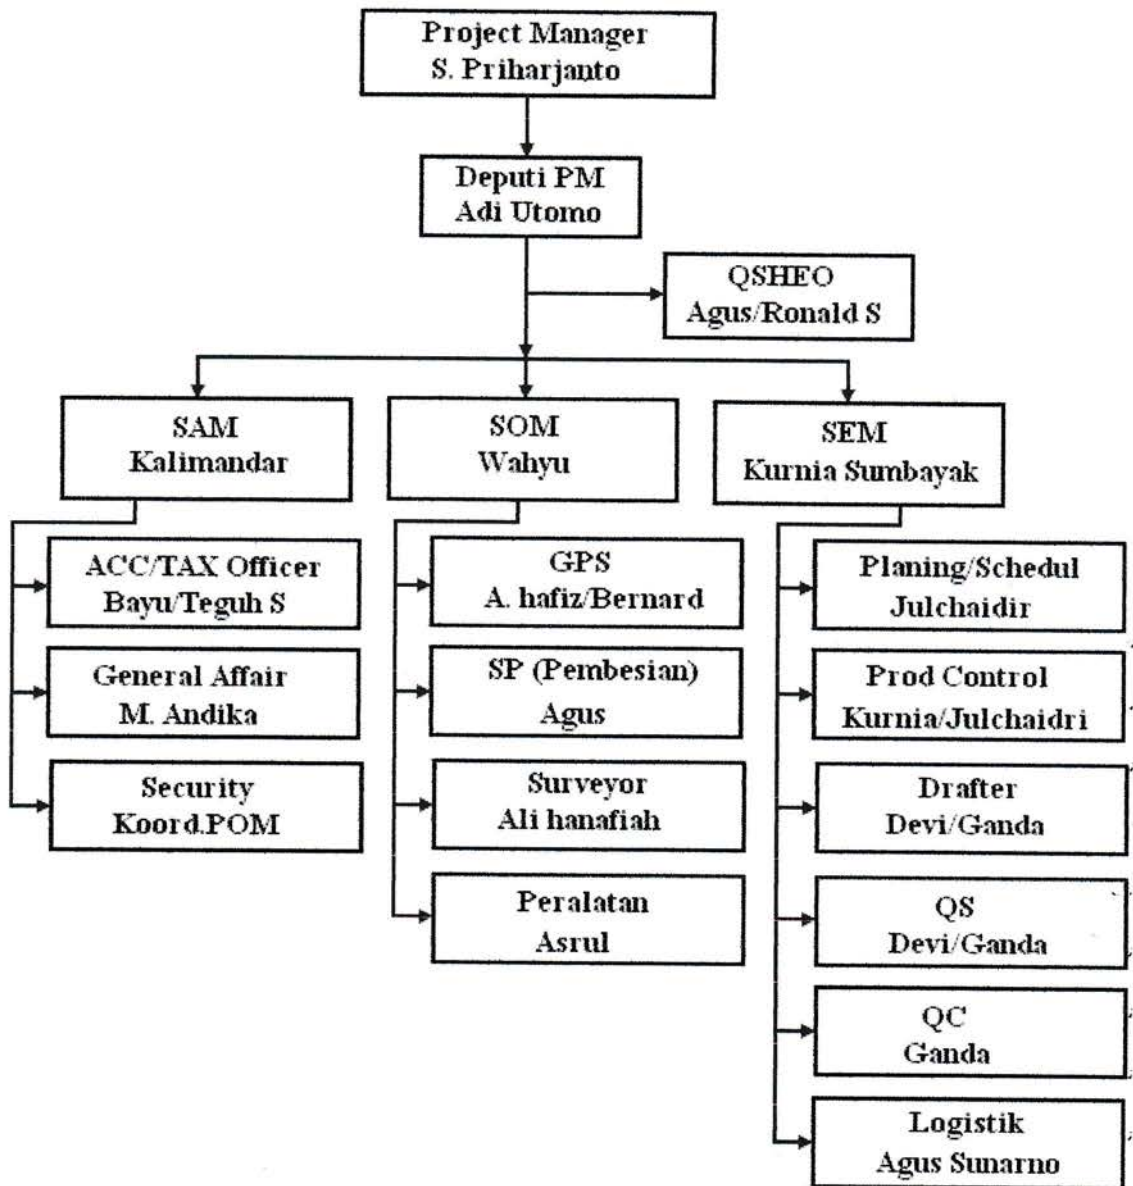 Project Manager
S. Priharjanto
Deputi PM
Adi Utomo
QSHEO
Agus/Ronald S
SAM
Kalimandar
SOM
Wahyu
SEM
Kurnia Sumbayak
ACC/TAX Officer
Bayu/Teguh S
General Affair
M. Andika
Security
Koord.POM
GPS
A. hafiz/Bernard
SP (Pembesian)
Agus
Surveyor
Ali hanafiah
Peralatan
Asrul
Planing/Schedul
Julchaidir
Prod Control
Kurnia/Julchaidri
Drafter
Devi/Ganda
QS
Devi/Ganda
QC
Ganda
Logistik
Agus Sunarno